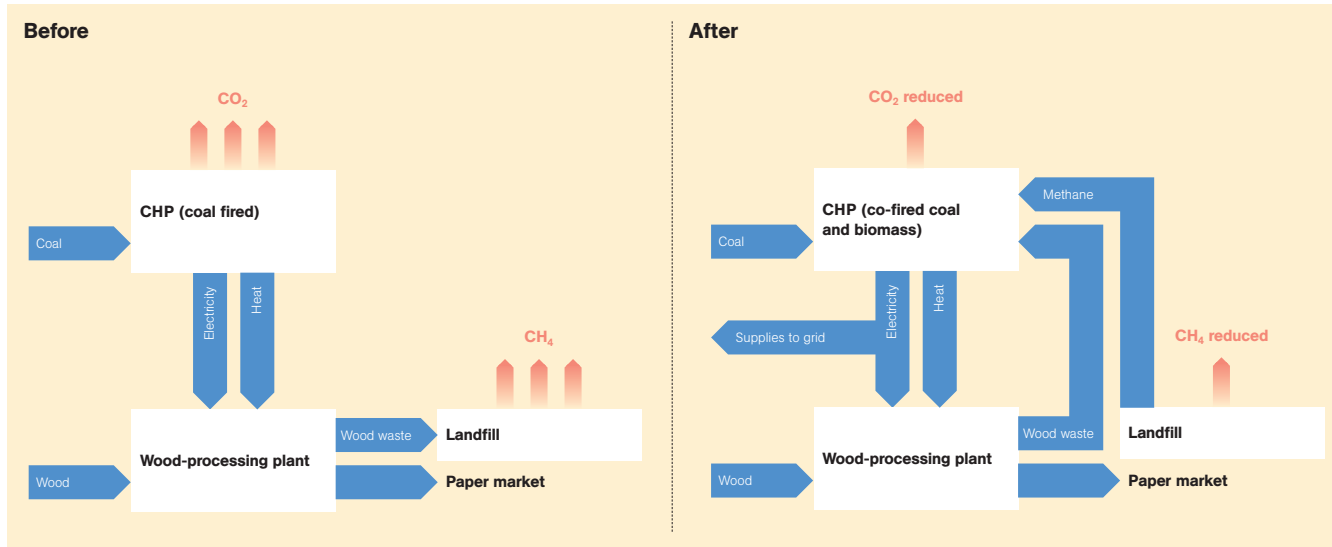 Before
CO₂
CHP (coal fired)
Coal
Electricity
Heat
CH₄
Wood waste
Landfill
Wood-processing plant
Wood
Paper market
After
CO₂ reduced
Methane
CHP (co-fired coal
and biomass)
Coal
Electricity
Heat
Supplies to grid
CH₄ reduced
Wood waste
Landfill
Wood-processing plant
Wood
Paper market